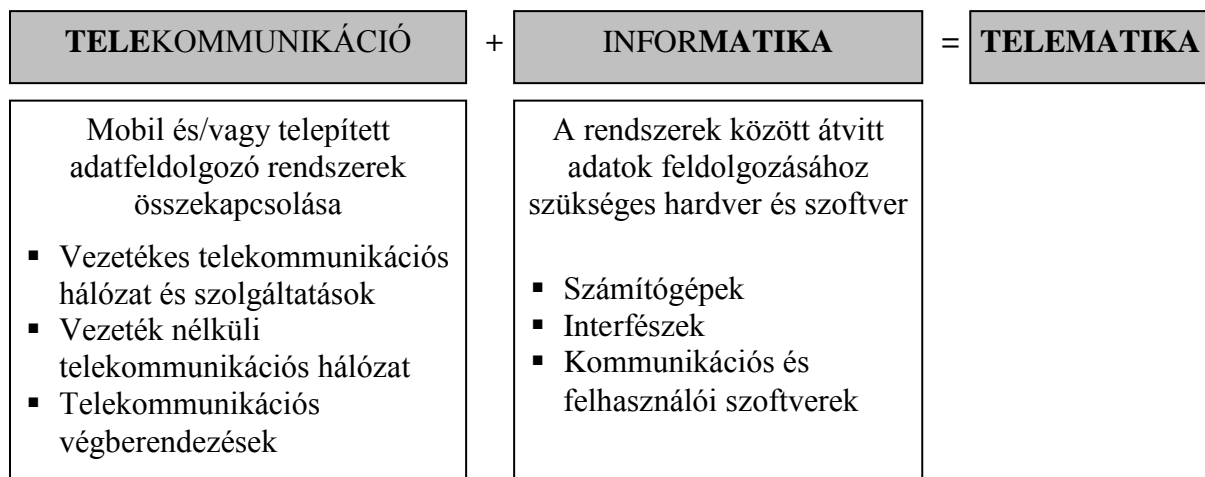 TELEKOMMUNIKÁCIÓ + INFORMATIKA = TELEMATIKA
Mobil és/vagy telepített
adatfeldolgozó rendszerek
összekapcsolása
▪ Vezetékes telekommunikációs
hálózat és szolgáltatások
▪ Vezeték nélküli
telekommunikációs hálózat
▪ Telekommunikációs
végberendezések
A rendszerek között átvitt
adatok feldolgozásához
szükséges hardver és szoftver
▪ Számítógépek
▪ Interfészek
▪ Kommunikációs és
felhasználói szoftverek